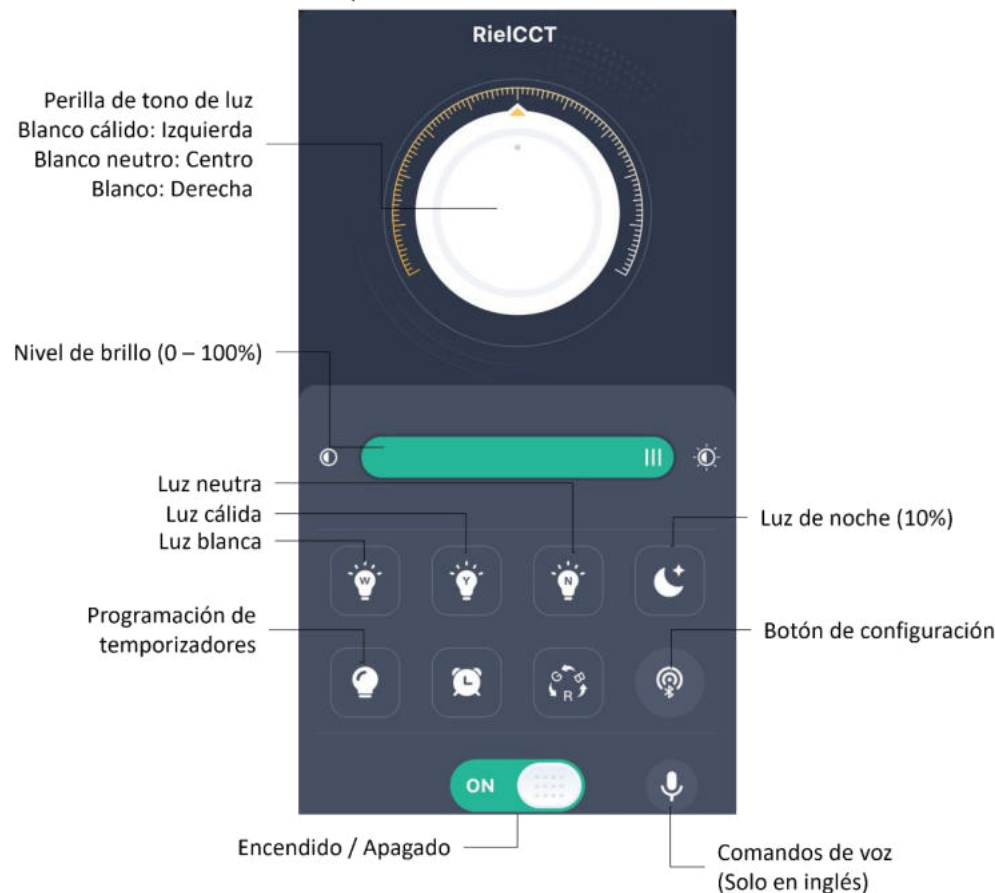 RielCCT
Perilla de tono de luz
Blanco cálido: Izquierda
Blanco neutro: Centro
Blanco: Derecha
Nivel de brillo (0 – 100%)
Luz neutra
Luz cálida
Luz blanca
Luz de noche (10%)
W
Y
N
Programación de
temporizadores
Botón de configuración
G B
R
ON
Encendido / Apagado
Comandos de voz
(Solo en inglés)